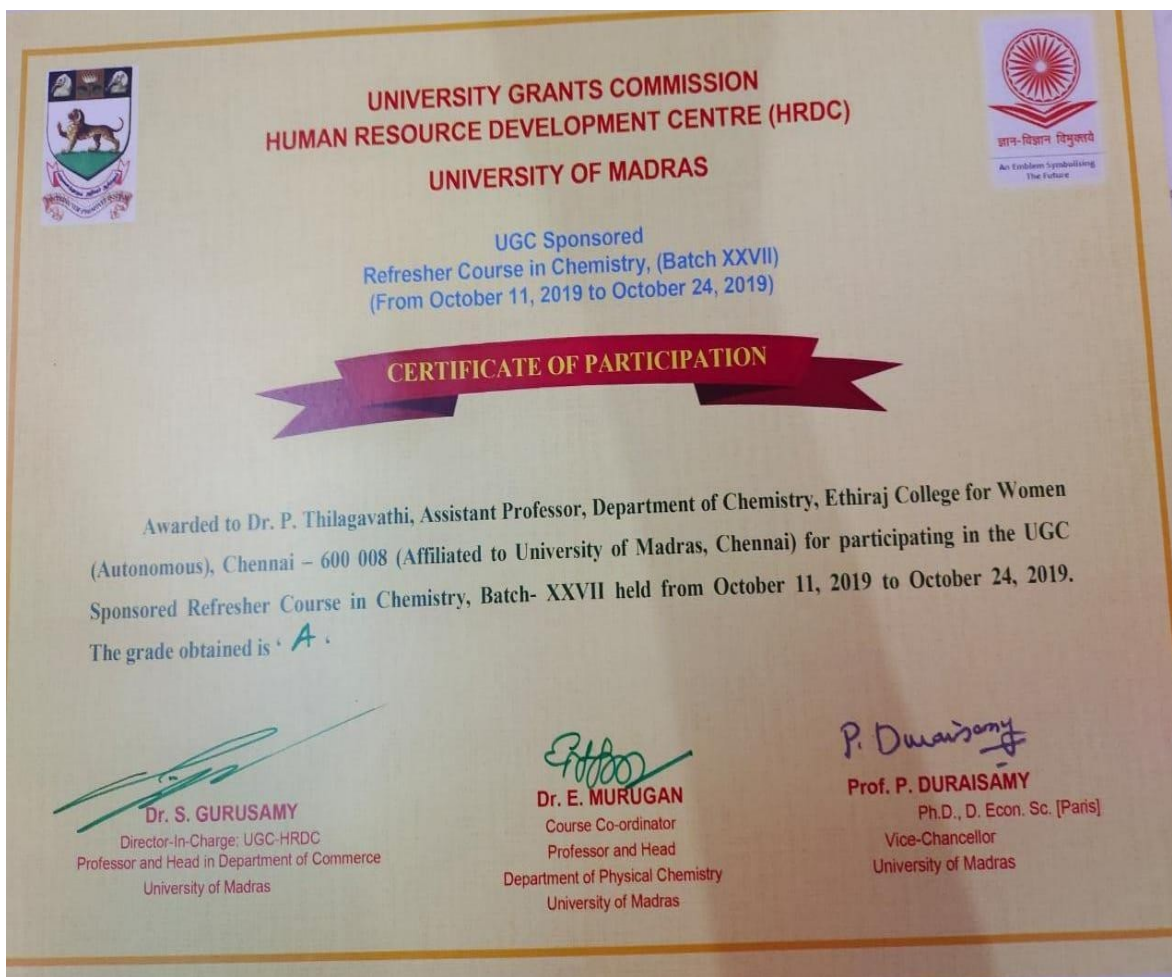 UNIVERSITY GRANTS COMMISSION
HUMAN RESOURCE DEVELOPMENT CENTRE (HRDC)
UNIVERSITY OF MADRAS
ज्ञान-विज्ञान विमुक्तये
An Emblem Symbolising
The Future
UGC Sponsored
Refresher Course in Chemistry, (Batch XXVII)
(From October 11, 2019 to October 24, 2019)
CERTIFICATE OF PARTICIPATION
Awarded to Dr. P. Thilagavathi, Assistant Professor, Department of Chemistry, Ethiraj College for Women
(Autonomous), Chennai – 600 008 (Affiliated to University of Madras, Chennai) for participating in the UGC
Sponsored Refresher Course in Chemistry, Batch- XXVII held from October 11, 2019 to October 24, 2019.
The grade obtained is ‘ A ‘
Dr. S. GURUSAMY
Director-In-Charge: UGC-HRDC
Professor and Head in Department of Commerce
University of Madras
Dr. E. MURUGAN
Course Co-ordinator
Professor and Head
Department of Physical Chemistry
University of Madras
P. Duraisamy
Prof. P. DURAISAMY
Ph.D., D. Econ. Sc. [Paris]
Vice-Chancellor
University of Madras